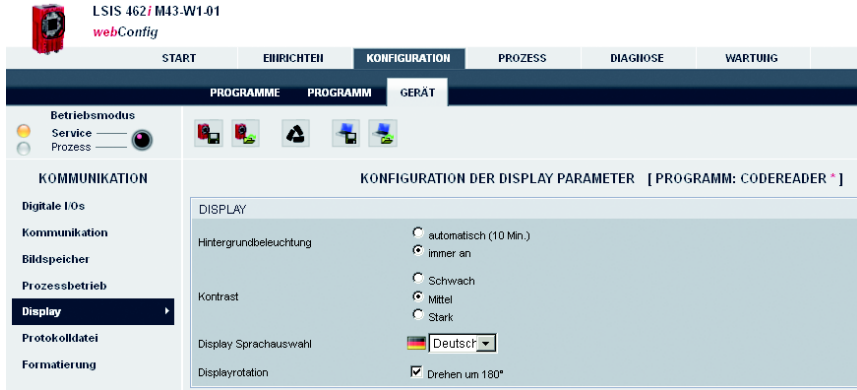 LSIS 462i M43-W1-01
webConfig
START EINRICHTEN KONFIGURATION PROZESS DIAGNOSE WARTUNG
PROGRAMME PROGRAMM GERÄT
Betriebsmodus
Service
Prozess
KOMMUNIKATION
KONFIGURATION DER DISPLAY PARAMETER [ PROGRAMM: CODEREADER * ]
Digitale I/Os
Kommunikation
Bildspeicher
Prozessbetrieb
Display
Protokolldatei
Formatierung
DISPLAY
Hintergrundbeleuchtung
automatisch (10 Min.)
immer an
Kontrast
Schwach
Mittel
Stark
Display Sprachauswahl
Deutsch
Displayrotation
Drehen um 180°